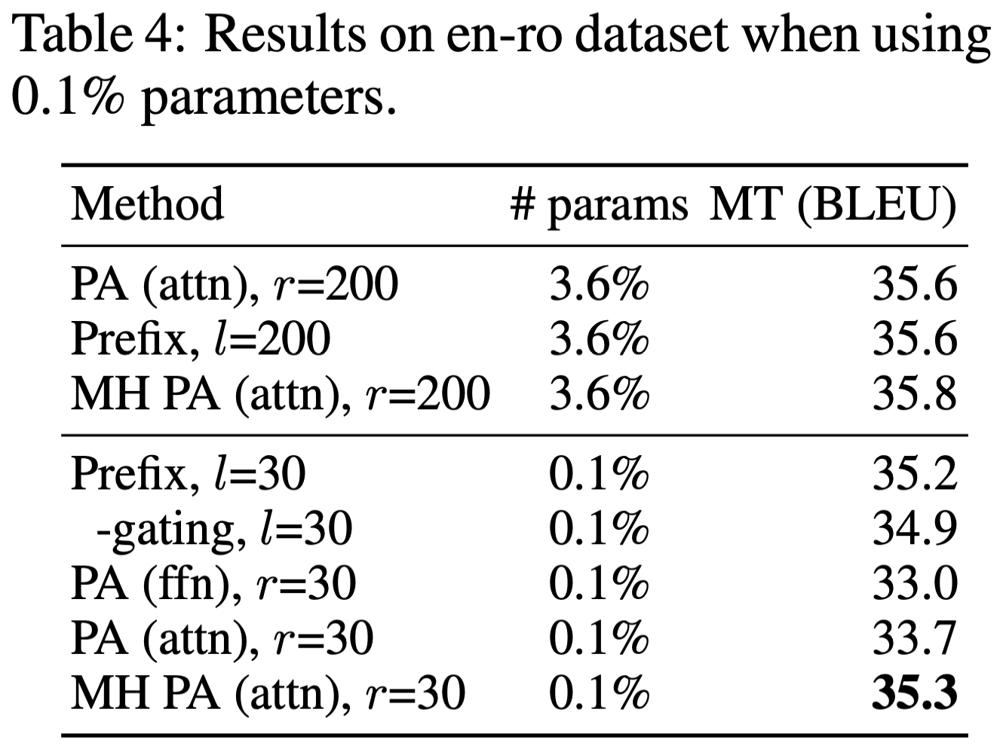 Table 4: Results on en-ro dataset when using
0.1% parameters.
Method # params MT (BLEU)
PA (attn), r=200 3.6% 35.6
Prefix, l=200 3.6% 35.6
MH PA (attn), r=200 3.6% 35.8
Prefix, l=30 0.1% 35.2
-gating, l=30 0.1% 34.9
PA (ffn), r=30 0.1% 33.0
PA (attn), r=30 0.1% 33.7
MH PA (attn), r=30 0.1% 35.3